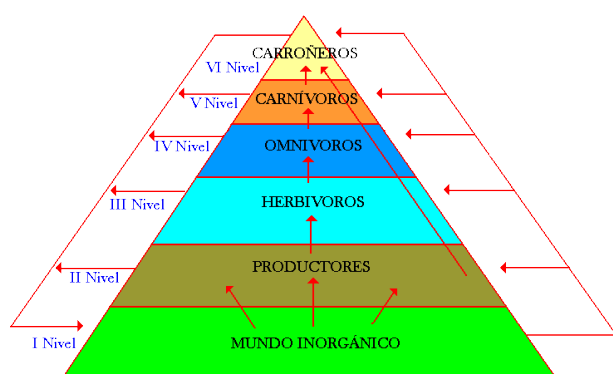 CARROÑEROS
VI Nivel
CARNÍVOROS
V Nivel
OMNIVOROS
IV Nivel
HERBIVOROS
III Nivel
PRODUCTORES
II Nivel
MUNDO INORGÁNICO
I Nivel